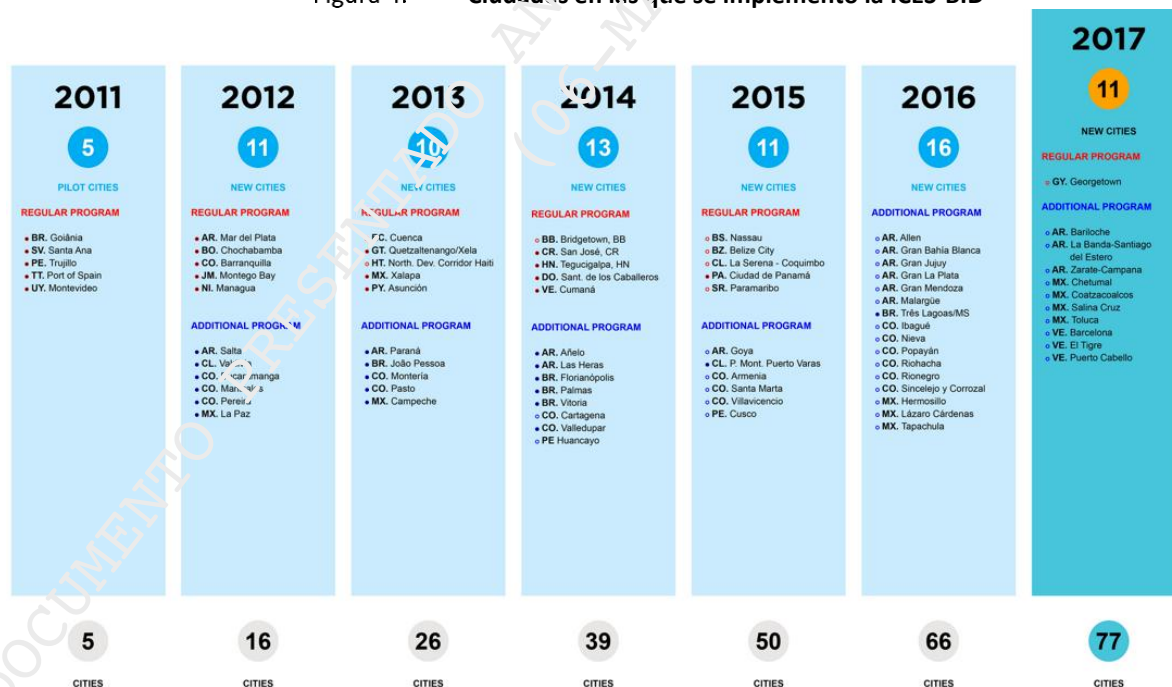 Ciudades en las que se implementó la ICES-BID
2011
5
PILOT CITIES
REGULAR PROGRAM
BR. Goiânia
SV. Santa Ana
PE. Trujillo
TT. Port of Spain
UY. Montevideo
5
CITIES
2012
11
NEW CITIES
REGULAR PROGRAM
AR. Mar del Plata
BO. Chochabamba
CO. Barranquilla
JM. Montego Bay
NI. Managua
ADDITIONAL PROGRAM
AR. Salta
CL.
CO.
CO.
CO. Pereira
MX. La Paz
16
CITIES
2013
10
NEW CITIES
REGULAR PROGRAM
EC. Cuenca
GT. Quetzaltenango/Xela
HT. North. Dev. Corridor Haiti
MX. Xalapa
PY. Asunción
ADDITIONAL PROGRAM
AR. Paraná
BR. João Pessoa
CO. Montería
CO. Pasto
MX. Campeche
26
CITIES
2014
13
NEW CITIES
REGULAR PROGRAM
BB. Bridgetown, BB
CR. San José, CR
HN. Tegucigalpa, HN
DO. Sant. de los Caballeros
VE. Cumaná
ADDITIONAL PROGRAM
AR. Añelo
AR. Las Heras
BR. Florianópolis
BR. Palmas
BR. Vitoria
CO. Cartagena
CO. Valledupar
PE Huancayo
39
CITIES
2015
11
NEW CITIES
REGULAR PROGRAM
BS. Nassau
BZ. Belize City
CL. La Serena - Coquimbo
PA. Ciudad de Panamá
SR. Paramaribo
ADDITIONAL PROGRAM
AR. Goya
CL. P. Mont. Puerto Varas
CO. Armenia
CO. Santa Marta
CO. Villavicencio
PE. Cusco
50
CITIES
2016
16
NEW CITIES
ADDITIONAL PROGRAM
AR. Allen
AR. Gran Bahía Blanca
AR. Gran Jujuy
AR. Gran La Plata
AR. Gran Mendoza
AR. Malargüe
BR. Três Lagoas/MS
CO. Ibagué
CO. Nieva
CO. Popayán
CO. Riohacha
CO. Rionegro
CO. Sincelejo y Corrozal
MX. Hermosillo
MX. Lázaro Cárdenas
MX. Tapachula
66
CITIES
2017
11
NEW CITIES
REGULAR PROGRAM
GY. Georgetown
ADDITIONAL PROGRAM
AR. Bariloche
AR. La Banda-Santiago
del Estero
AR. Zarate-Campana
MX. Chetumal
MX. Coatzacoalcos
MX. Salina Cruz
MX. Toluca
VE. Barcelona
VE. El Tigre
VE. Puerto Cabello
77
CITIES
DOCUMENTO PRESENTADO